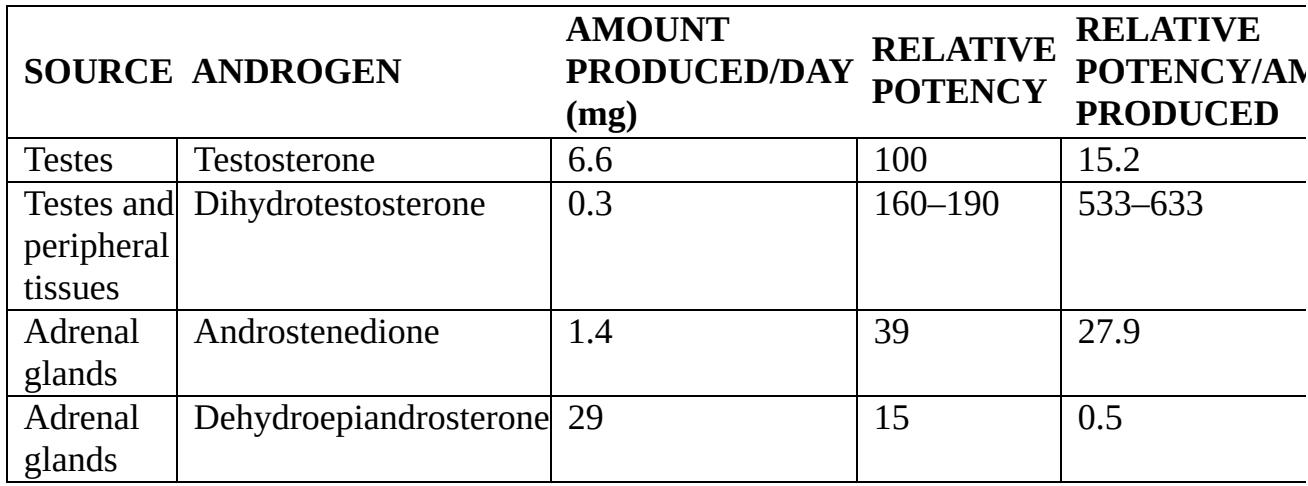 SOURCE ANDROGEN AMOUNT PRODUCED/DAY (mg) RELATIVE POTENCY RELATIVE PRODUCED
Testes Testosterone 6.6 100 15.2
Testes and peripheral tissues Dihydrotestosterone 0.3 160–190 533–633
Adrenal glands Androstenedione 1.4 39 27.9
Adrenal glands Dehydroepiandrosterone 29 15 0.5